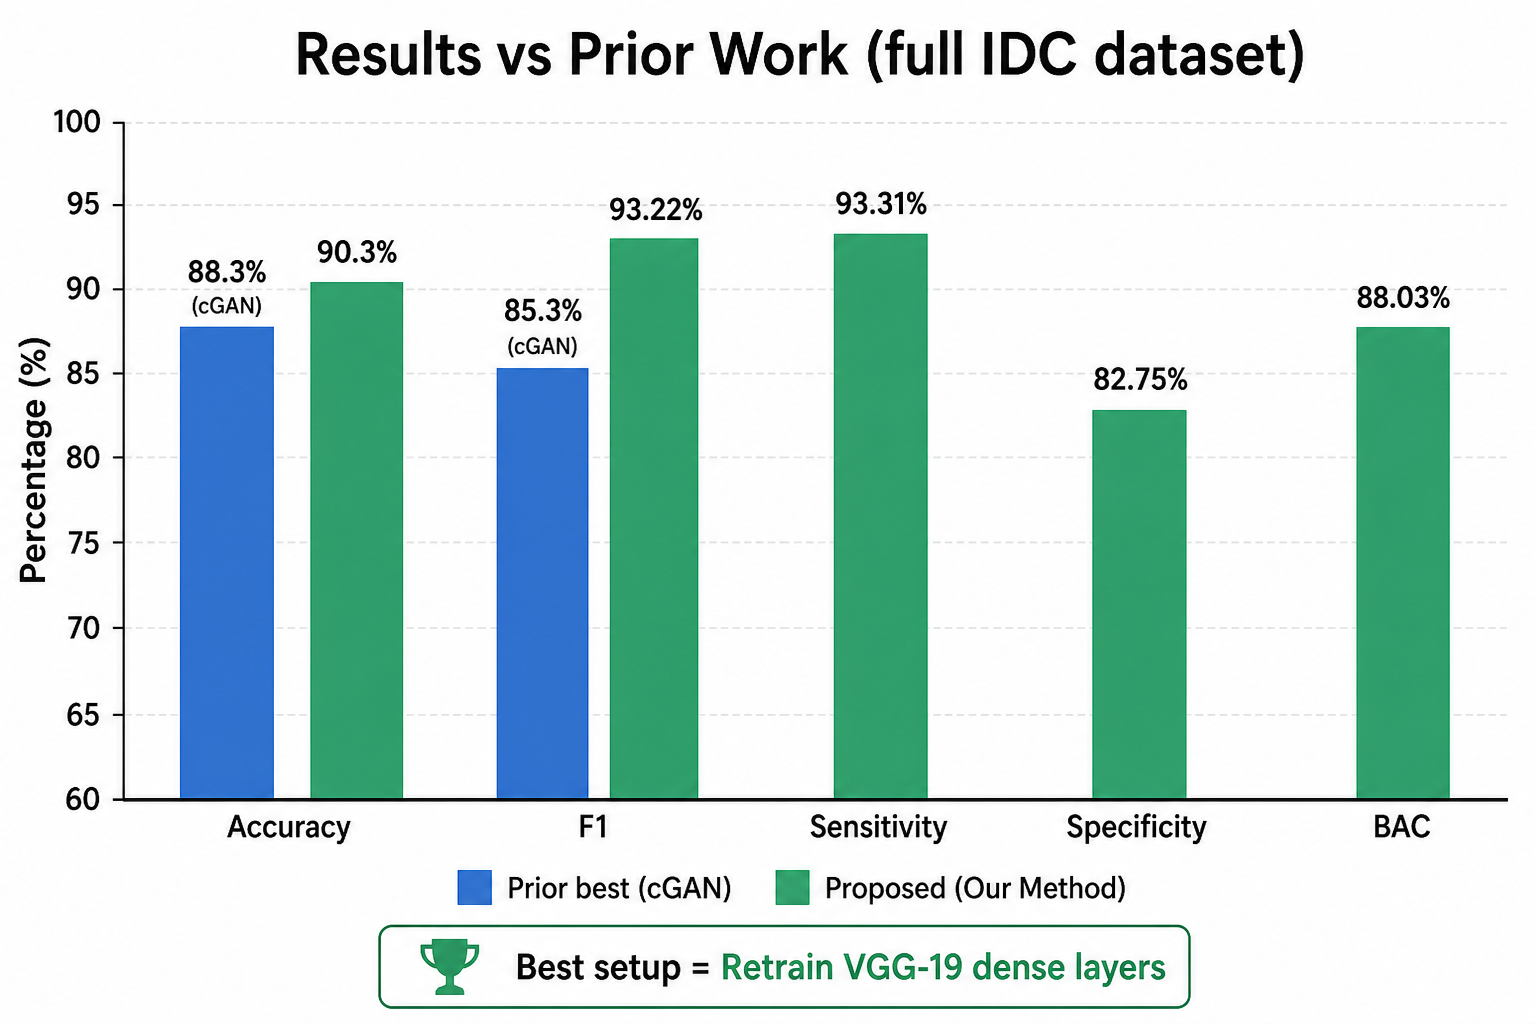 Results vs Prior Work (full IDC dataset)
Percentage (%)
100
95
90
85
80
75
70
65
60
88.3%
(cGAN)
90.3%
85.3%
(cGAN)
93.22%
93.31%
82.75%
88.03%
Accuracy
F1
Sensitivity
Specificity
BAC
Prior best (cGAN)
Proposed (Our Method)
Best setup = Retrain VGG-19 dense layers